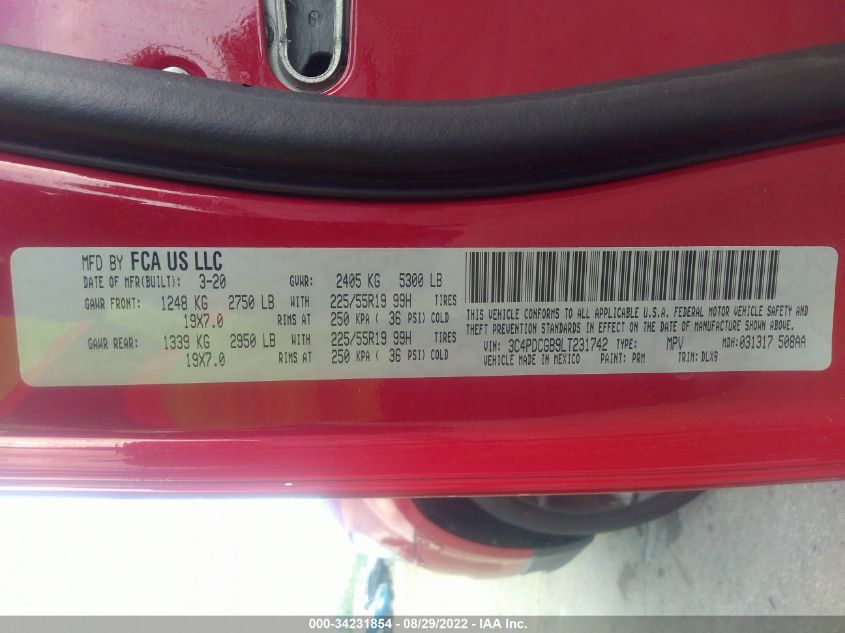 MFD BY FCA US LLC
DATE OF MFR(BUILT): 3-20 GVWR: 2405 KG 5300 LB
GAWR FRONT: 1248 KG 2750 LB WITH 225/55R19 99H TIRES
19X7.0 RIMS AT 250 KPA ( 36 PSI) COLD
GAWR REAR: 1339 KG 2950 LB WITH 225/55R19 99H TIRES
19X7.0 RIMS AT 250 KPA ( 36 PSI) COLD
THIS VEHICLE CONFORMS TO ALL APPLICABLE U.S.A. FEDERAL MOTOR VEHICLE SAFETY AND
THEFT PREVENTION STANDARDS IN EFFECT ON THE DATE OF MANUFACTURE SHOWN ABOVE.
VIN: 3C4PDCGB9LT231742 TYPE: MPV MDH: 031317 508AA
VEHICLE MADE IN MEXICO PAINT: PRM TRIM: DLX9
000-34231854 - 08/29/2022 - IAA Inc.